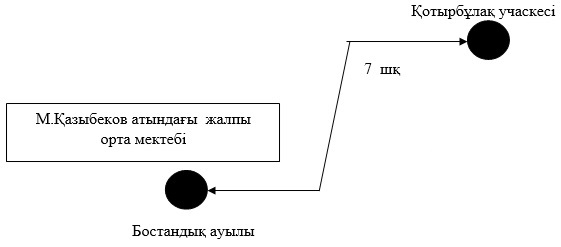 Қотырбұлақ учаскесі
7 шқ
М.Қазыбеков атындағы жалпы
орта мектебі
Бостандық ауылы